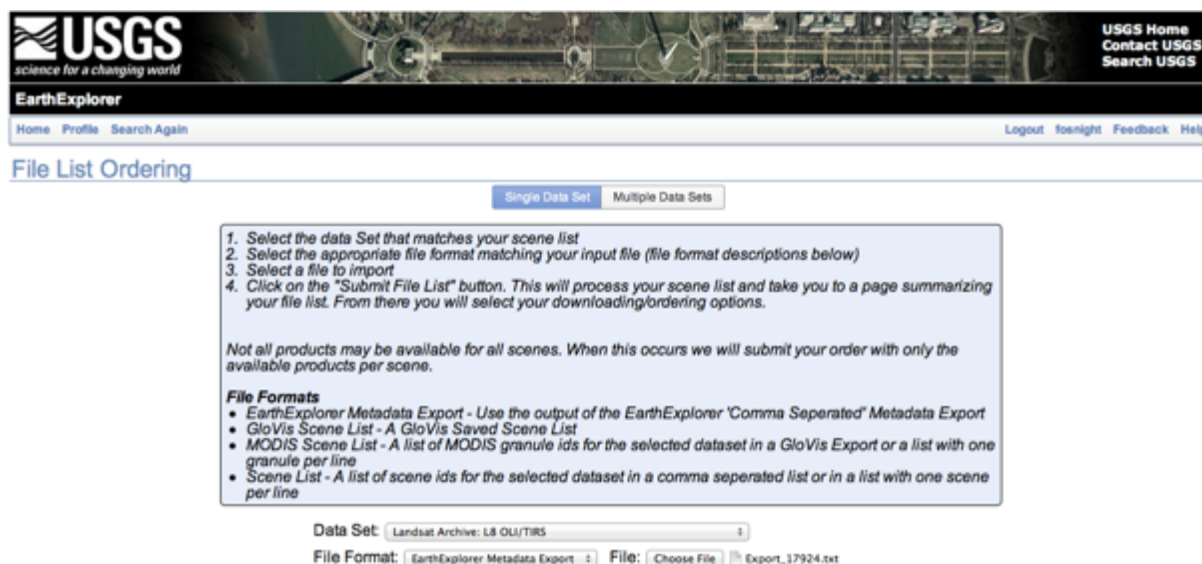 USGS
science for a changing world
USGS Home
Contact USGS
Search USGS
EarthExplorer
Home Profile Search Again
Logout fosnight Feedback Help
File List Ordering
Single Data Set Multiple Data Sets
1. Select the data Set that matches your scene list
2. Select the appropriate file format matching your input file (file format descriptions below)
3. Select a file to import
4. Click on the "Submit File List" button. This will process your scene list and take you to a page summarizing
your file list. From there you will select your downloading/ordering options.
Not all products may be available for all scenes. When this occurs we will submit your order with only the
available products per scene.
File Formats
• EarthExplorer Metadata Export - Use the output of the EarthExplorer 'Comma Seperated' Metadata Export
• GloVis Scene List - A GloVis Saved Scene List
• MODIS Scene List - A list of MODIS granule ids for the selected dataset in a GloVis Export or a list with one
granule per line
• Scene List - A list of scene ids for the selected dataset in a comma seperated list or in a list with one scene
per line
Data Set: Landsat Archive: L8 OLI/TIRS
File Format: EarthExplorer Metadata Export File: Choose File Export_17924.txt